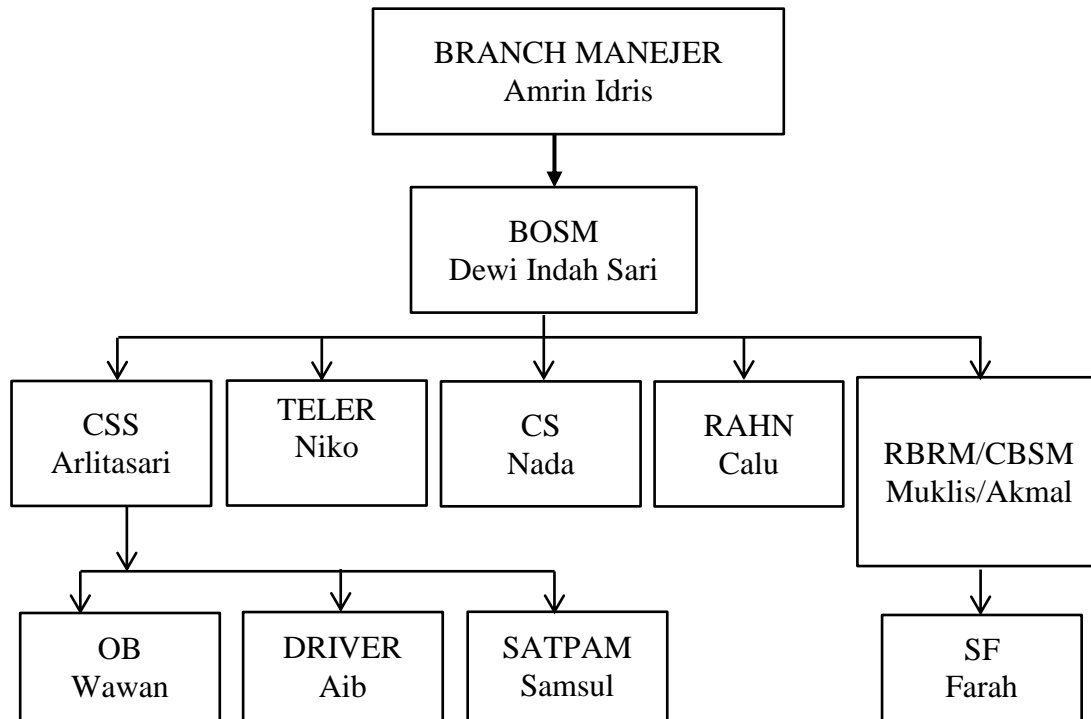 BRANCH MANEJER
Amrin Idris
BOSM
Dewi Indah Sari
CSS
Arlitasari
TELER
Niko
CS
Nada
RAHN
Calu
RBRM/CBSM
Muklis/Akmal
OB
Wawan
DRIVER
Aib
SATPAM
Samsul
SF
Farah